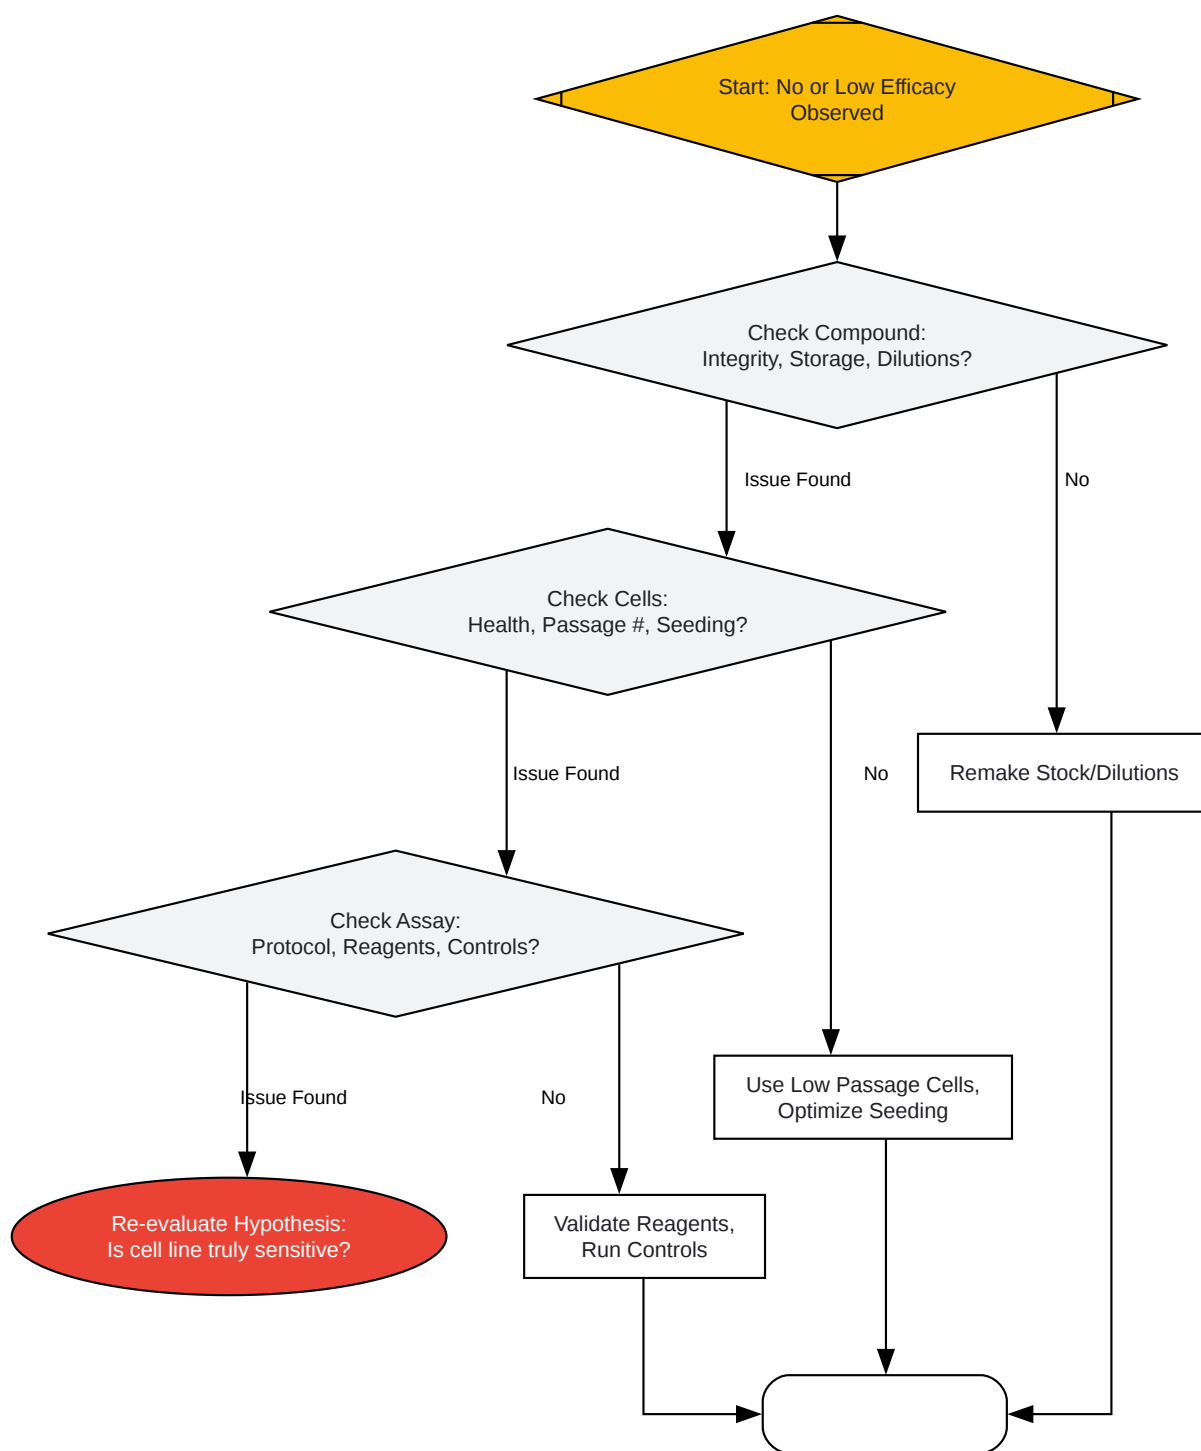 Start: No or Low Efficacy
Observed
Check Compound:
Integrity, Storage, Dilutions?
Issue Found
No
Check Cells:
Health, Passage #, Seeding?
Issue Found
No
Remake Stock/Dilutions
Check Assay:
Protocol, Reagents, Controls?
Issue Found
No
Use Low Passage Cells,
Optimize Seeding
Re-evaluate Hypothesis:
Is cell line truly sensitive?
Validate Reagents,
Run Controls